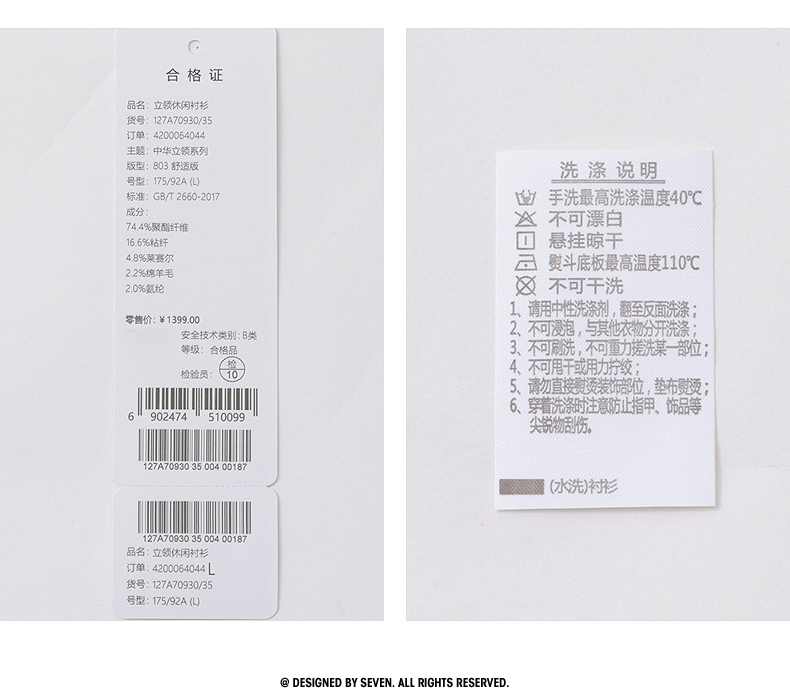 合格证
品名：立领休闲衬衫
货号：127A70930/35
订单：4200064044
主题：中华立领系列
版型：803 舒适版
号型：175/92A (L)
标准：GB/T 2660-2017
成分：
74.4%聚酯纤维
16.6%粘纤
4.8%莱赛尔
2.2%绵羊毛
2.0%氨纶
零售价：￥1399.00
安全技术类别：B类
等级：合格品
检验员：检10
6 902474 510099
127A70930 35 004 00187
127A70930 35 004 00187
品名：立领休闲衬衫
订单：4200064044 L
货号：127A70930/35
号型：175/92A (L)
洗涤说明
手洗最高洗涤温度40℃
不可漂白
悬挂晾干
熨斗底板最高温度110℃
不可干洗
1、请用中性洗涤剂，翻至反面洗涤；
2、不可浸泡，与其他衣物分开洗涤；
3、不可刷洗，不可重力搓洗某一部位；
4、不可甩干或用力拧绞；
5、请勿直接熨烫装饰部位，垫布熨烫；
6、穿着洗涤时注意防止指甲、饰品等
尖锐物刮伤。
(水洗)衬衫
@ DESIGNED BY SEVEN. ALL RIGHTS RESERVED.